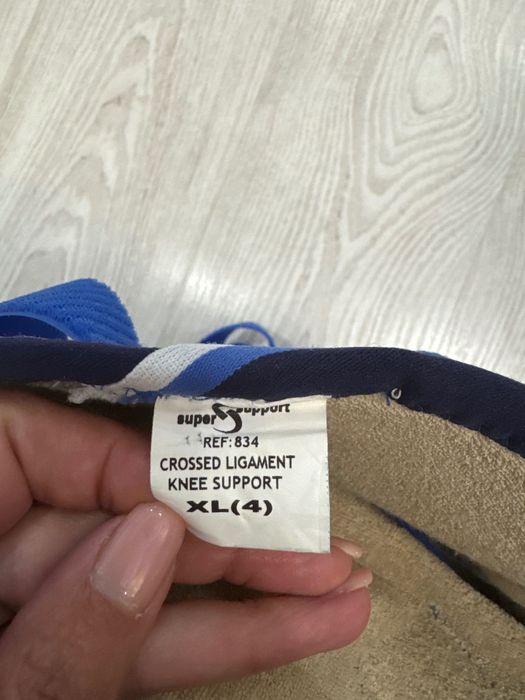 super support
REF:834
CROSSED LIGAMENT
KNEE SUPPORT
XL(4)